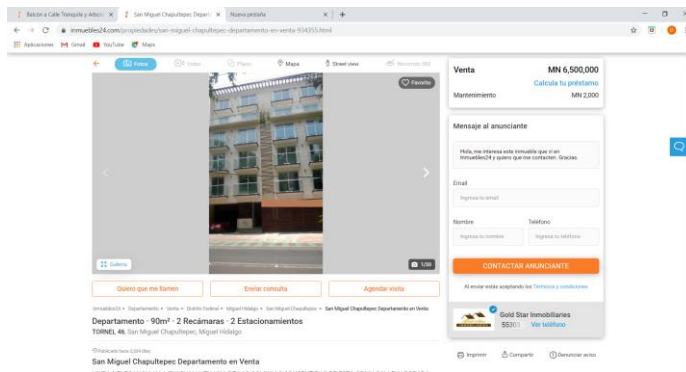 Balcón a Calle Tranquila y Arbola
San Miguel Chapultepec Depart
Nueva pestaña
inmuebles24.com/propiedades/san-miguel-chapultepec-departamento-en-venta-934355.html
Aplicaciones Gmail YouTube Maps
Fotos Video Plano Mapa Street view Recorrido 360
Favorito
Galería
1/38
Quiero que me llamen Enviar consulta Agendar visita
Inmuebles24 • Departamento • Venta • Distrito Federal • Miguel Hidalgo • San Miguel Chapultepec • San Miguel Chapultepec Departamento en Venta
Departamento · 90m² · 2 Recámaras · 2 Estacionamientos
TORNEL 46, San Miguel Chapultepec, Miguel Hidalgo
San Miguel Chapultepec Departamento en Venta
Venta MN 6,500,000
Calcula tu préstamo
Mantenimiento MN 2,000
Mensaje al anunciante
Hola, me interesa este inmueble que vi en
Inmuebles24 y quiero que me contacten. Gracias.
Email
Ingresa tu email
Nombre Teléfono
Ingresa tu nombre Ingresa tu teléfono
CONTACTAR ANUNCIANTE
Al enviar estás aceptando los Términos y condiciones
Gold Star Inmobiliaries
55303 Ver teléfono
Imprimir Compartir Denunciar aviso